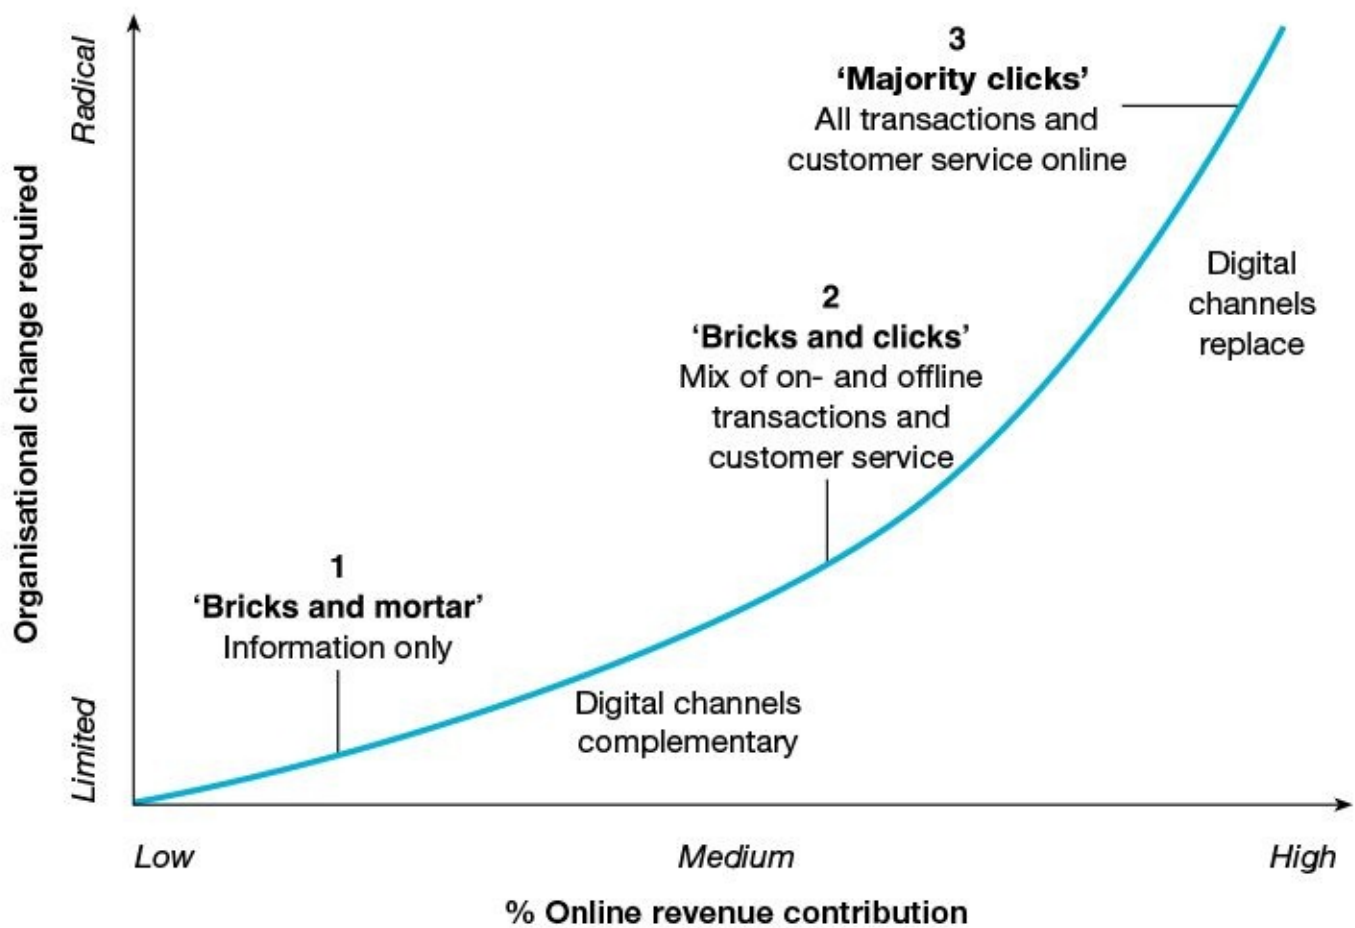 Organisational change required
Radical
Limited
3
‘Majority clicks’
All transactions and
customer service online
Digital
channels
replace
2
‘Bricks and clicks’
Mix of on- and offline
transactions and
customer service
1
‘Bricks and mortar’
Information only
Digital channels
complementary
Low
Medium
High
% Online revenue contribution